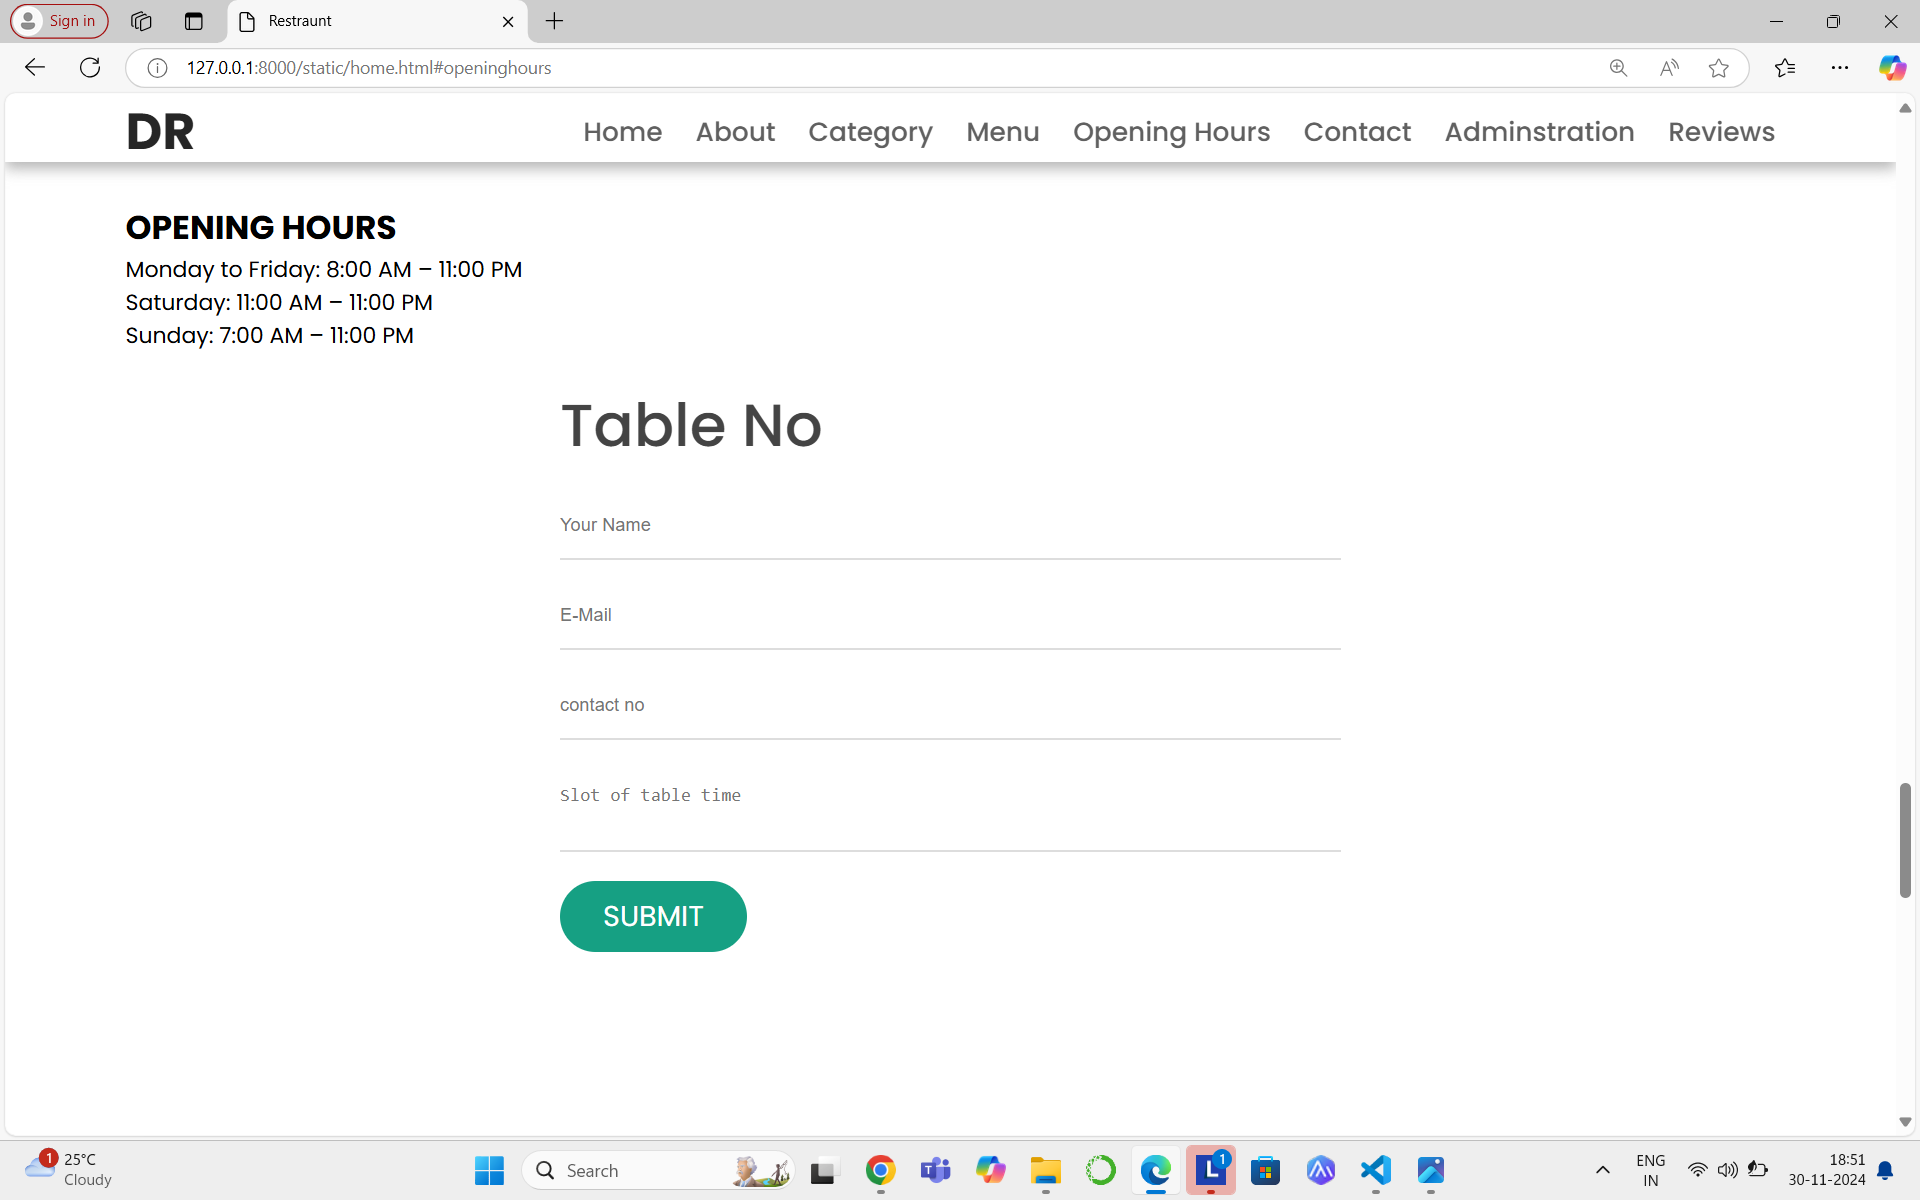 Sign in
Restraunt
127.0.0.1:8000/static/home.html#openinghours
DR
Home About Category Menu Opening Hours Contact Adminstration Reviews
OPENING HOURS
Monday to Friday: 8:00 AM – 11:00 PM
Saturday: 11:00 AM – 11:00 PM
Sunday: 7:00 AM – 11:00 PM
Table No
Your Name
E-Mail
contact no
Slot of table time
SUBMIT
1
25°C
Cloudy
Search
T
L
1
ENG
IN
18:51
30-11-2024